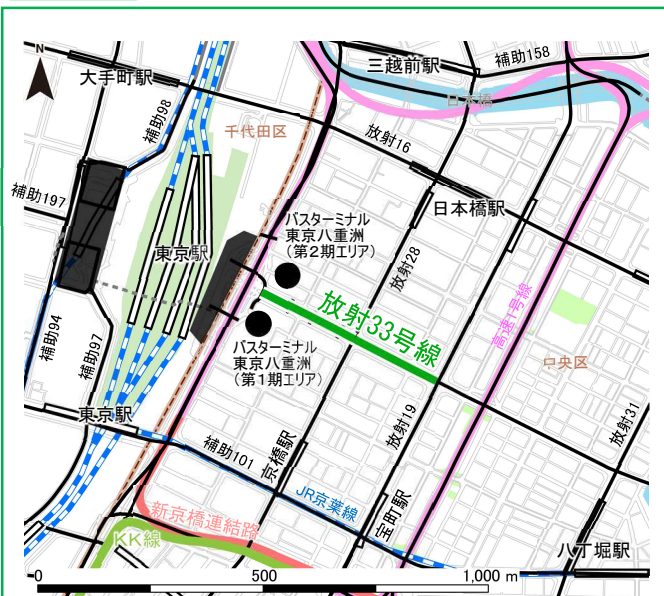 N
大手町駅
三越前駅
補助158
補助98
千代田区
日本橋
放射16
補助197
日本橋駅
東京駅
バスターミナル
東京八重洲
(第2期エリア)
放射28
放射33号線
高速1号線
中央区
補助94
補助97
バスターミナル
東京八重洲
(第1期エリア)
東京駅
放射19
放射31
補助101
京橋駅
JR京葉線
宝町駅
新京橋連結路
KK線
八丁堀駅
0 500 1,000 m